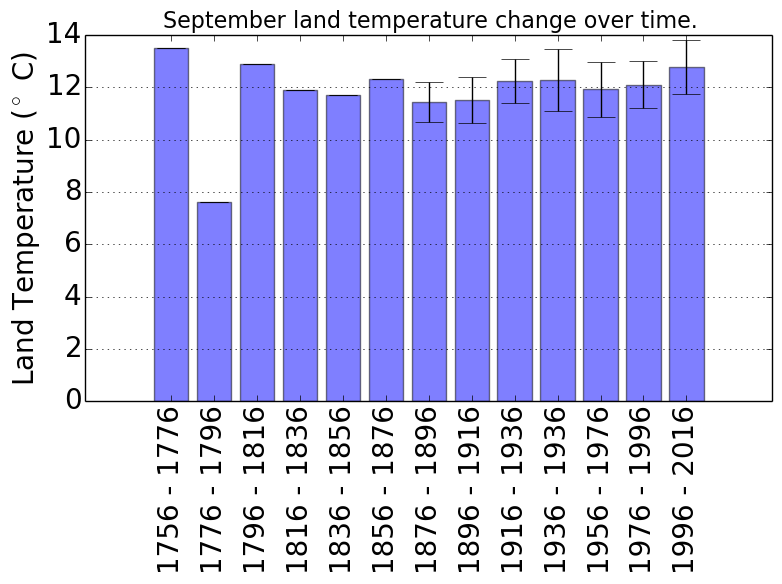 September land temperature change over time.
Land Temperature (° C)
14
12
10
8
6
4
2
0
1756 - 1776
1776 - 1796
1796 - 1816
1816 - 1836
1836 - 1856
1856 - 1876
1876 - 1896
1896 - 1916
1916 - 1936
1936 - 1936
1956 - 1976
1976 - 1996
1996 - 2016